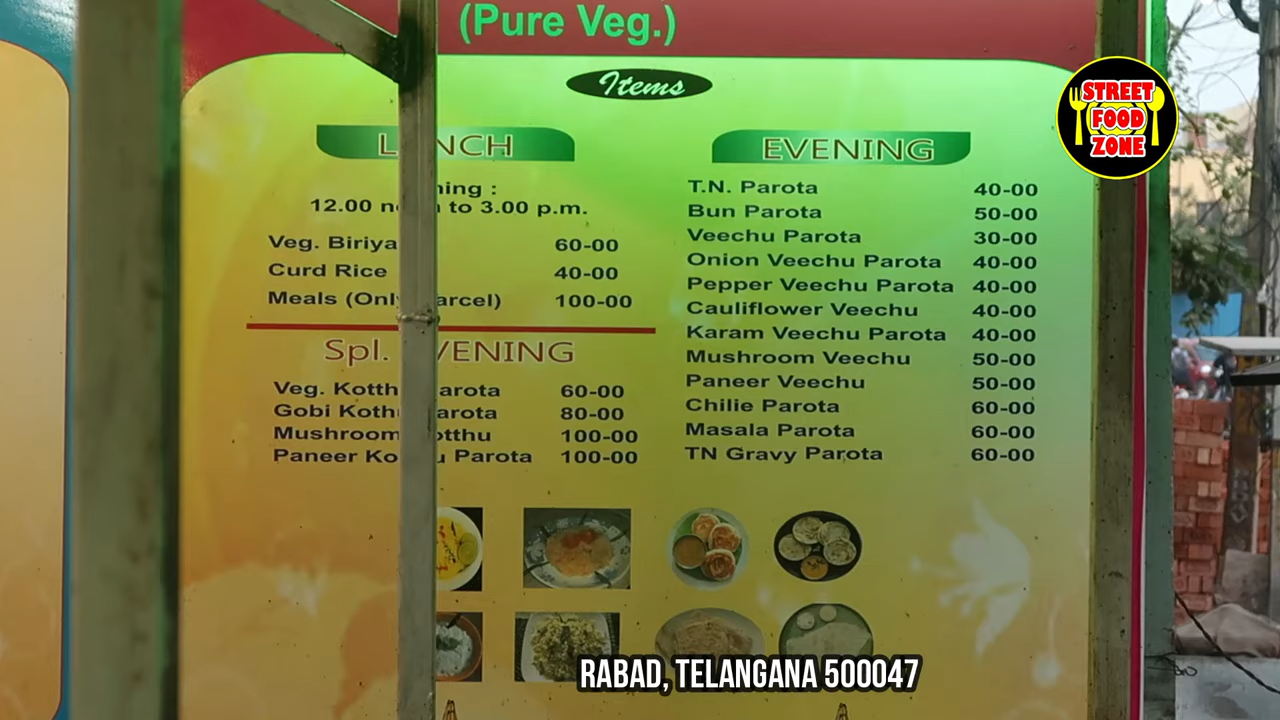 (Pure Veg.)
Items
L NCH
ning :
12.00 n n to 3.00 p.m.
Veg. Biriya 60-00
Curd Rice 40-00
Meals (Onl arcel) 100-00
Spl. VENING
Veg. Kotth arota 60-00
Gobi Koth arota 80-00
Mushroom otthu 100-00
Paneer Ko u Parota 100-00
EVENING
T.N. Parota 40-00
Bun Parota 50-00
Veechu Parota 30-00
Onion Veechu Parota 40-00
Pepper Veechu Parota 40-00
Cauliflower Veechu 40-00
Karam Veechu Parota 40-00
Mushroom Veechu 50-00
Paneer Veechu 50-00
Chilie Parota 60-00
Masala Parota 60-00
TN Gravy Parota 60-00
STREET
FOOD
ZONE
RABAD, TELANGANA 500047